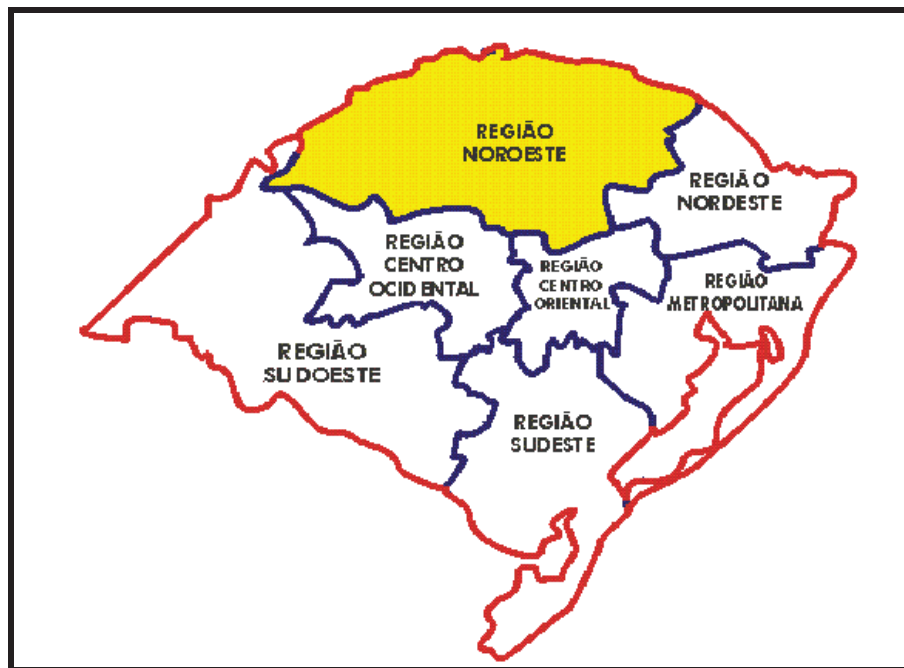 REGIÃO
NOROESTE
REGIÃO
NORDESTE
REGIÃO
CENTRO
OCIDENTAL
REGIÃO
CENTRO
ORIENTAL
REGIÃO
METROPOLITANA
REGIÃO
SUDOESTE
REGIÃO
SUDESTE